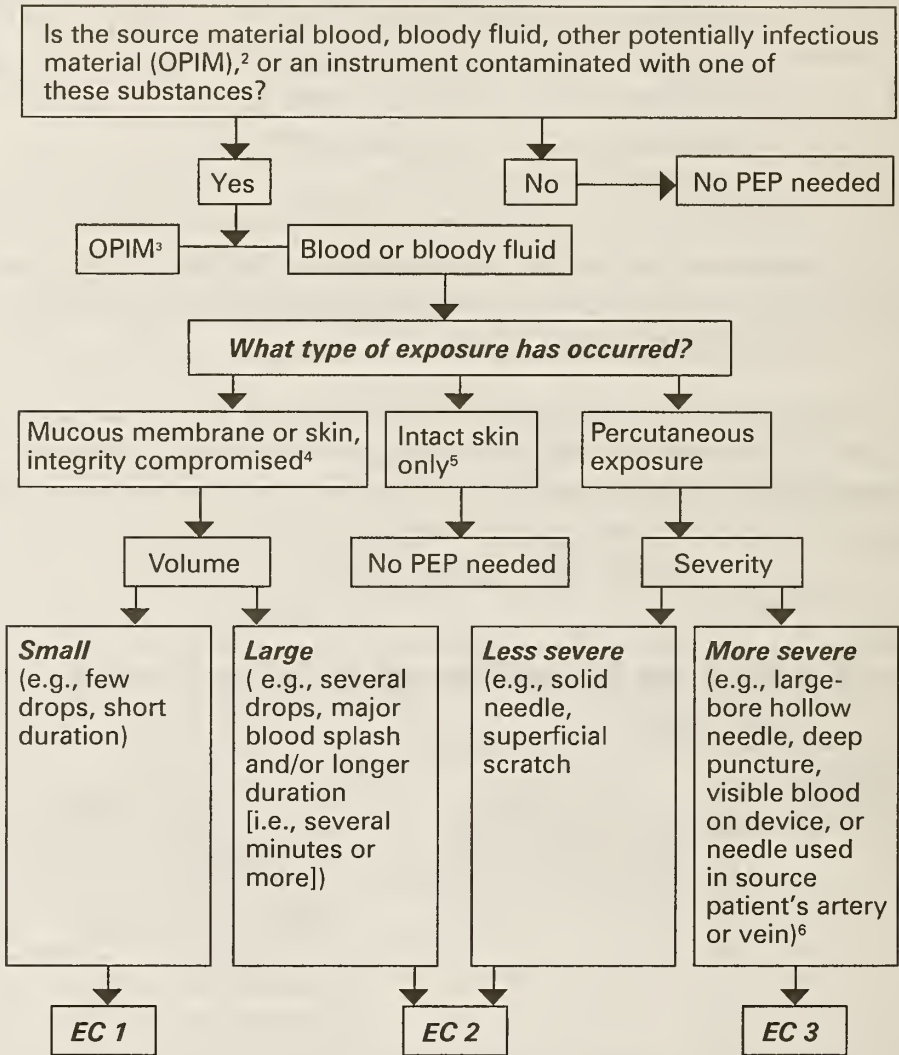 Is the source material blood, bloody fluid, other potentially infectious
material (OPIM),² or an instrument contaminated with one of
these substances?
Yes
No
No PEP needed
OPIM³
Blood or bloody fluid
What type of exposure has occurred?
Mucous membrane or skin,
integrity compromised⁴
Intact skin
only⁵
Percutaneous
exposure
Volume
No PEP needed
Severity
Small
(e.g., few
drops, short
duration)
Large
( e.g., several
drops, major
blood splash
and/or longer
duration
[i.e., several
minutes or
more])
Less severe
(e.g., solid
needle,
superficial
scratch
More severe
(e.g., large-
bore hollow
needle, deep
puncture,
visible blood
on device, or
needle used
in source
patient's artery
or vein)⁶
EC 1
EC 2
EC 3